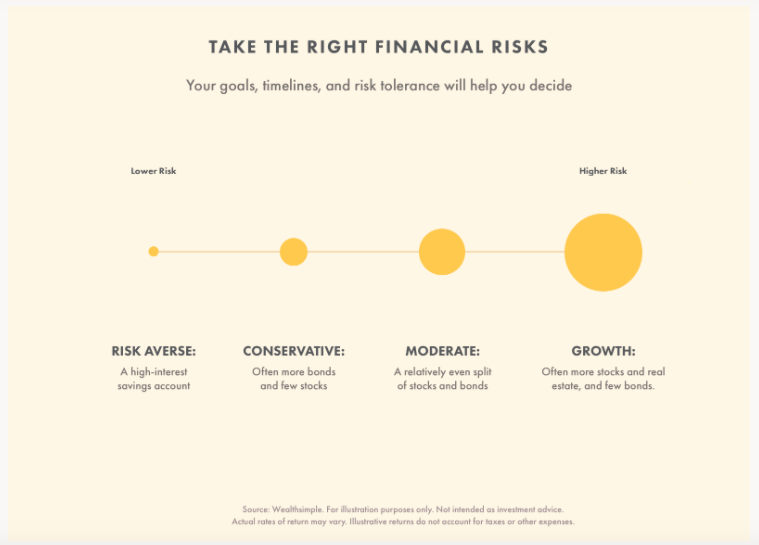 TAKE THE RIGHT FINANCIAL RISKS
Your goals, timelines, and risk tolerance will help you decide
Lower Risk
Higher Risk
RISK AVERSE:
A high-interest
savings account
CONSERVATIVE:
Often more bonds
and few stocks
MODERATE:
A relatively even split
of stocks and bonds
GROWTH:
Often more stocks and real
estate, and few bonds.
Source: Wealthsimple. For illustration purposes only. Not intended as investment advice.
Actual rates of return may vary. Illustrative returns do not account for taxes or other expenses.